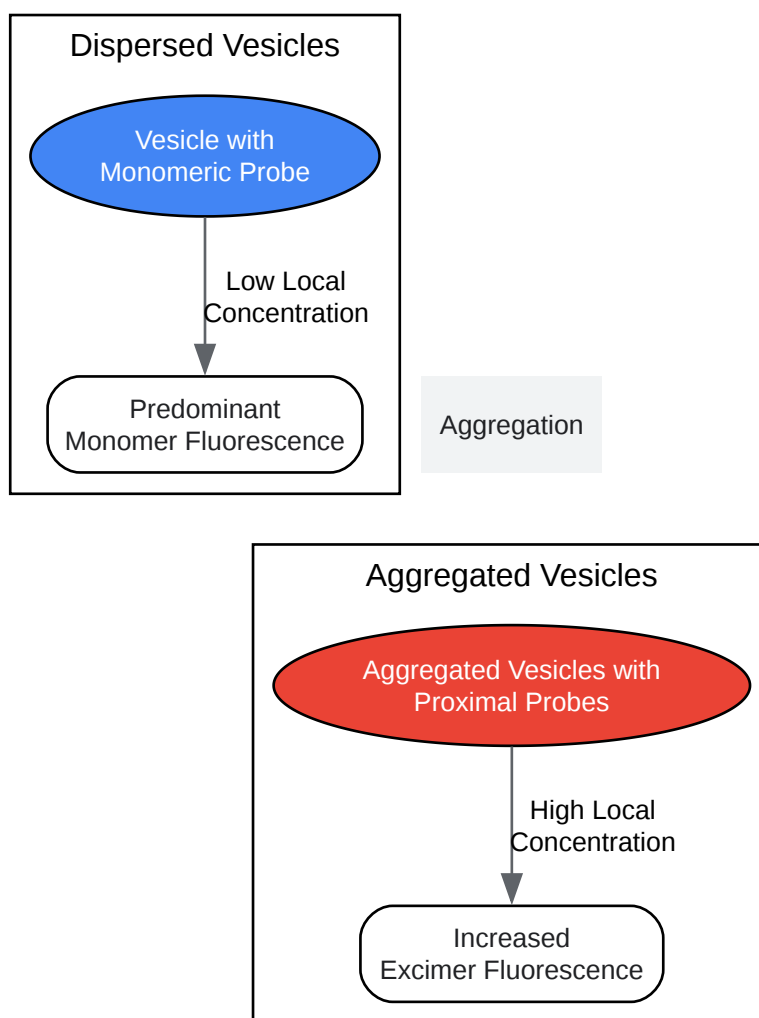 Dispersed Vesicles
Vesicle with
Monomeric Probe
Low Local
Concentration
Predominant
Monomer Fluorescence
Aggregation
Aggregated Vesicles
Aggregated Vesicles with
Proximal Probes
High Local
Concentration
Increased
Excimer Fluorescence